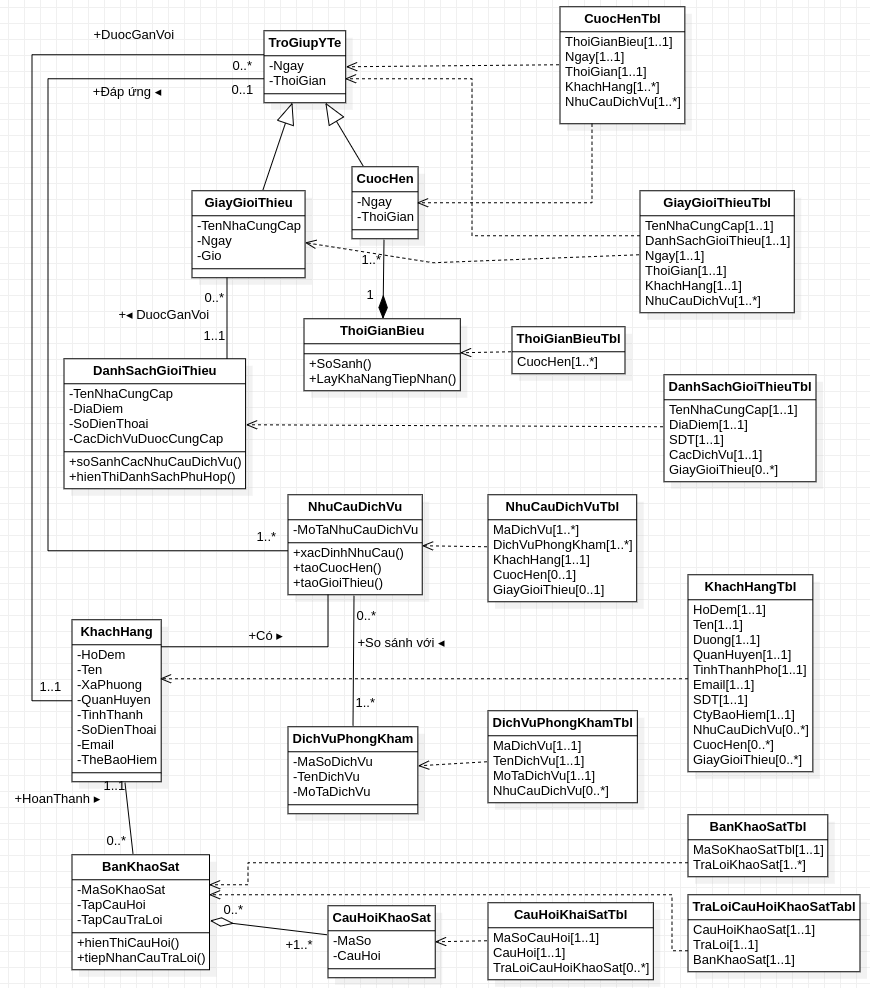 +DuocGanVoi
0..*
+Đáp ứng ◂
0..1
TroGiupYTe
-Ngay
-ThoiGian
CuocHenTbl
ThoiGianBieu[1..1]
Ngay[1..1]
ThoiGian[1..1]
KhachHang[1..*]
NhuCauDichVu[1..*]
GiayGioiThieu
-TenNhaCungCap
-Ngay
-Gio
CuocHen
-Ngay
-ThoiGian
GiayGioiThieuTbl
TenNhaCungCap[1..1]
DanhSachGioiThieu[1..1]
Ngay[1..1]
ThoiGian[1..1]
KhachHang[1..1]
NhuCauDichVu[1..*]
1..*
1
0..*
+◂ DuocGanVoi
1..1
ThoiGianBieu
+SoSanh()
+LayKhaNangTiepNhan()
ThoiGianBieuTbl
CuocHen[1..*]
DanhSachGioiThieu
-TenNhaCungCap
-DiaDiem
-SoDienThoai
-CacDichVuDuocCungCap
+soSanhCacNhuCauDichVu()
+hienThiDanhSachPhuHop()
DanhSachGioiThieuTbl
TenNhaCungCap[1..1]
DiaDiem[1..1]
SDT[1..1]
CacDichVu[1..1]
GiayGioiThieu[0..*]
NhuCauDichVu
-MoTaNhuCauDichVu
+xacDinhNhuCau()
+taoCuocHen()
+taoGioiThieu()
1..*
NhuCauDichVuTbl
MaDichVu[1..*]
DichVuPhongKham[1..*]
KhachHang[1..1]
CuocHen[0..1]
GiayGioiThieu[0..1]
KhachHangTbl
HoDem[1..1]
Ten[1..1]
Duong[1..1]
QuanHuyen[1..1]
TinhThanhPho[1..1]
Email[1..1]
SDT[1..1]
CtyBaoHiem[1..1]
NhuCauDichVu[0..*]
CuocHen[0..*]
GiayGioiThieu[0..*]
KhachHang
-HoDem
-Ten
-XaPhuong
-QuanHuyen
-TinhThanh
-SoDienThoai
-Email
-TheBaoHiem
+Có ▸
0..*
+So sánh với ◂
1..*
1..1
DichVuPhongKham
-MaSoDichVu
-TenDichVu
-MoTaDichVu
DichVuPhongKhamTbl
MaDichVu[1..1]
TenDichVu[1..1]
MoTaDichVu[1..1]
NhuCauDichVu[0..*]
1..1
+HoanThanh ▸
0..*
BanKhaoSatTbl
MaSoKhaoSatTbl[1..1]
TraLoiKhaoSat[1..*]
BanKhaoSat
-MaSoKhaoSat
-TapCauHoi
-TapCauTraLoi
+hienThiCauHoi()
+tiepNhanCauTraLoi()
0..*
+1..*
CauHoiKhaoSat
-MaSo
-CauHoi
CauHoiKhaiSatTbl
MaSoCauHoi[1..1]
CauHoi[1..1]
TraLoiCauHoiKhaoSat[0..*]
TraLoiCauHoiKhaoSatTabl
CauHoiKhaoSat[1..1]
TraLoi[1..1]
BanKhaoSat[1..1]